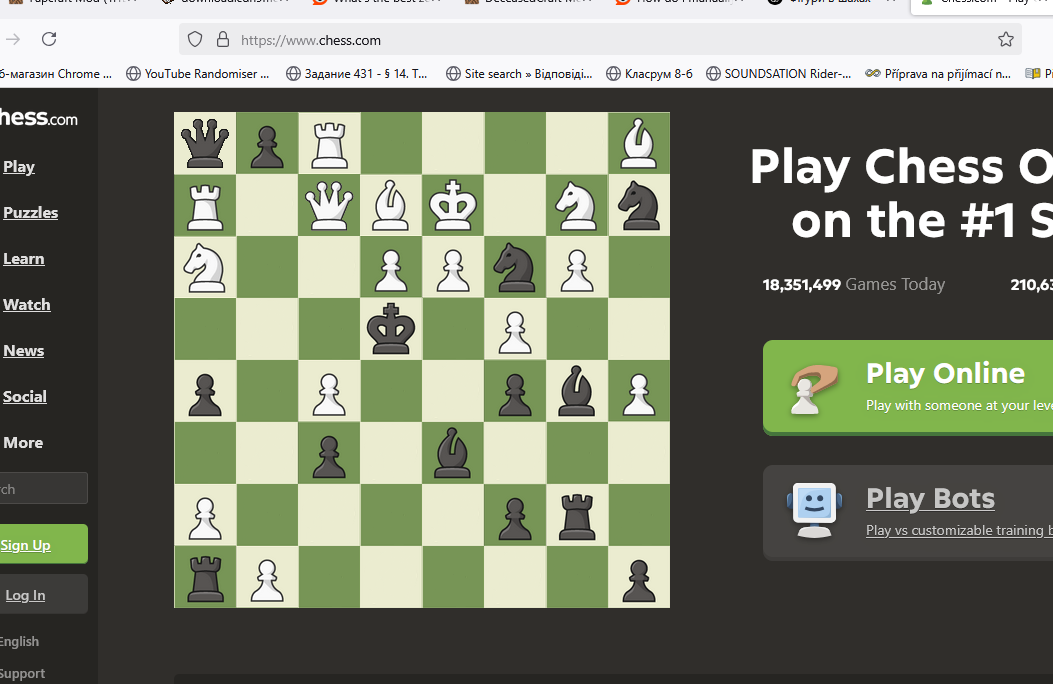 https://www.chess.com
б-магазин Chrome ...
YouTube Randomiser ...
Задание 431 - § 14. Т...
Site search » Відповіді...
Класрум 8-б
SOUNDSATION Rider-...
Příprava na přijímací n...
hess.com
Play
Puzzles
Learn
Watch
News
Social
More
rch
Sign Up
Log In
English
Support
Play Chess O
on the #1 S
18,351,499 Games Today
210,63
Play Online
Play with someone at your leve
Play Bots
Play vs customizable training b